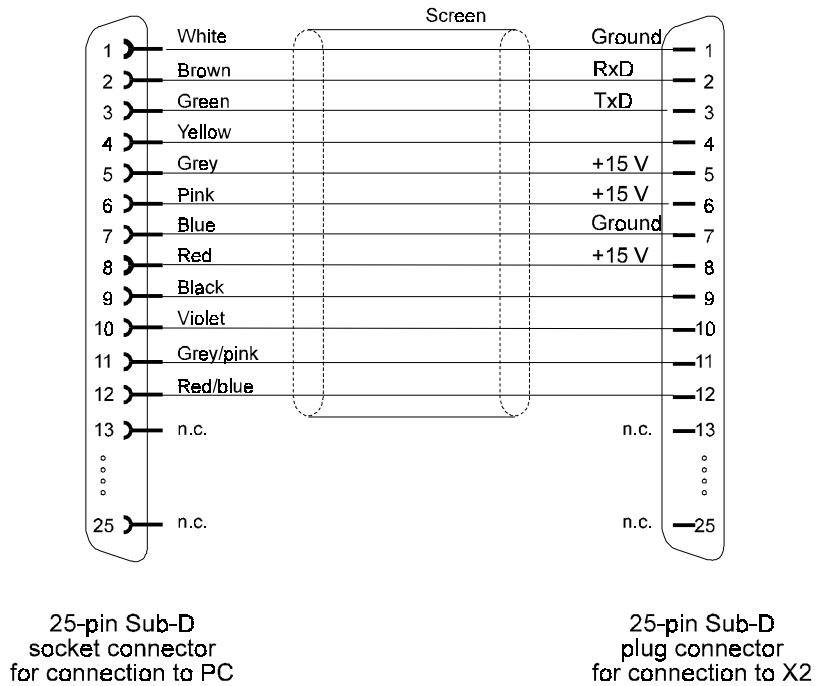 Screen
1 White Ground 1
2 Brown RxD 2
3 Green TxD 3
4 Yellow 4
5 Grey +15 V 5
6 Pink +15 V 6
7 Blue Ground 7
8 Red +15 V 8
9 Black 9
10 Violet 10
11 Grey/pink 11
12 Red/blue 12
13 n.c. n.c. 13
25 n.c. n.c. 25
25-pin Sub-D
socket connector
for connection to PC
25-pin Sub-D
plug connector
for connection to X2